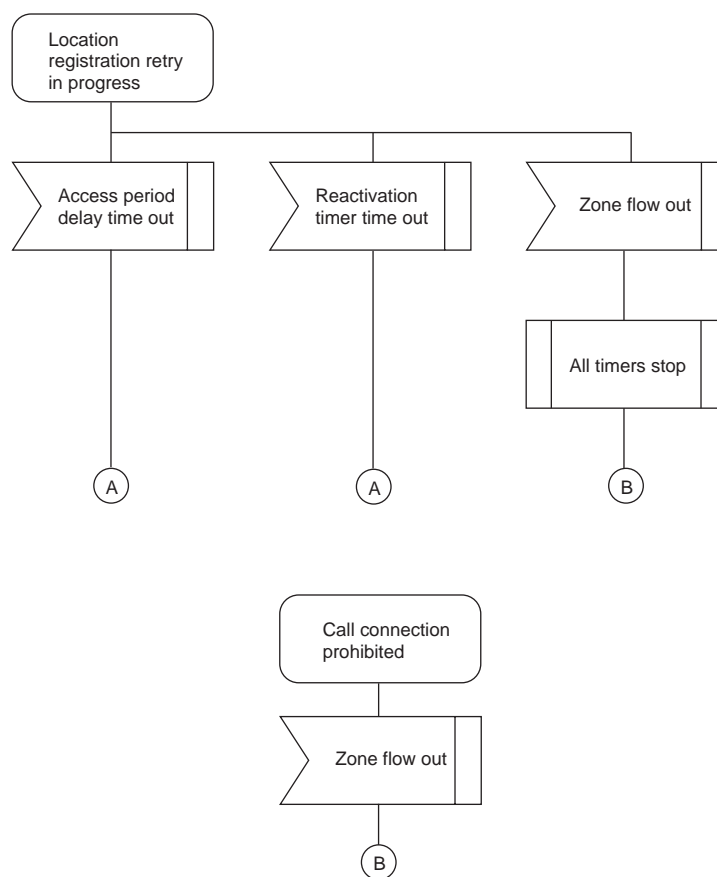 Location
registration retry
in progress
Access period
delay time out
Reactivation
timer time out
Zone flow out
All timers stop
A
A
B
Call connection
prohibited
Zone flow out
B